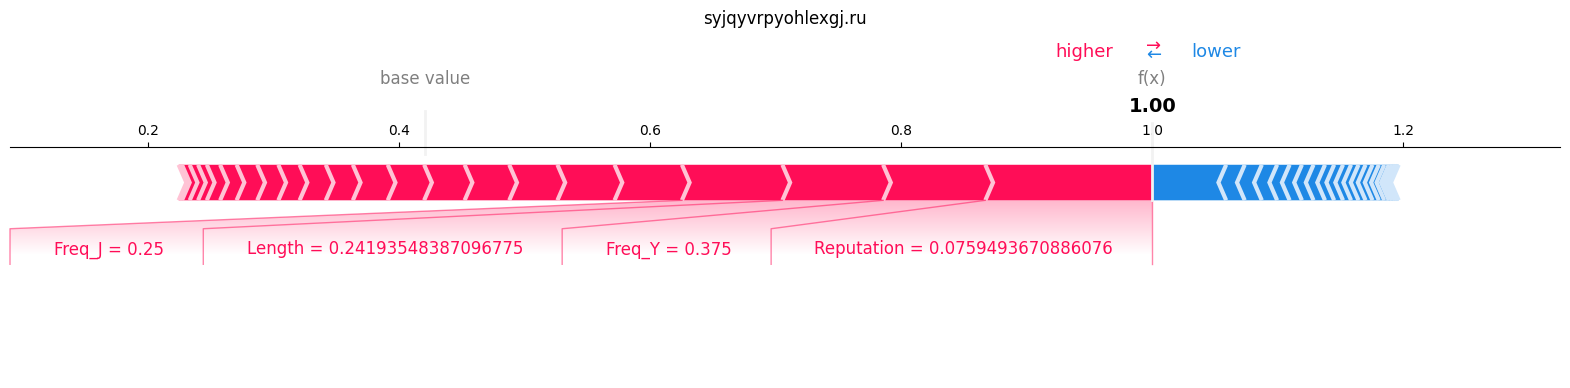 syjqyvrpyohlexgj.ru
higher → ← lower
base value f(x)
1.00
0.2 0.4 0.6 0.8 1.0 1.2
Freq_J = 0.25 Length = 0.24193548387096775 Freq_Y = 0.375 Reputation = 0.0759493670886076